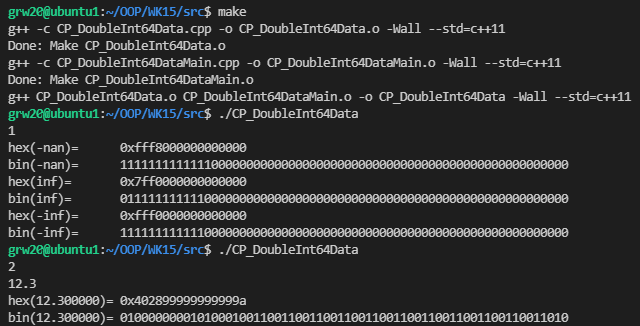 grw20@ubuntu1:~/OOP/WK15/src$ make
g++ -c CP_DoubleInt64Data.cpp -o CP_DoubleInt64Data.o -Wall --std=c++11
Done: Make CP_DoubleInt64Data.o
g++ -c CP_DoubleInt64DataMain.cpp -o CP_DoubleInt64DataMain.o -Wall --std=c++11
Done: Make CP_DoubleInt64DataMain.o
g++ CP_DoubleInt64Data.o CP_DoubleInt64DataMain.o -o CP_DoubleInt64Data -Wall --std=c++11
grw20@ubuntu1:~/OOP/WK15/src$ ./CP_DoubleInt64Data
1
hex(-nan)= 0xfff8000000000000
bin(-nan)= 1111111111111000000000000000000000000000000000000000000000000000
hex(inf)= 0x7ff0000000000000
bin(inf)= 0111111111110000000000000000000000000000000000000000000000000000
hex(-inf)= 0xfff0000000000000
bin(-inf)= 1111111111110000000000000000000000000000000000000000000000000000
grw20@ubuntu1:~/OOP/WK15/src$ ./CP_DoubleInt64Data
2
12.3
hex(12.300000)= 0x402899999999999a
bin(12.300000)= 0100000000101000100110011001100110011001100110011001100110011010